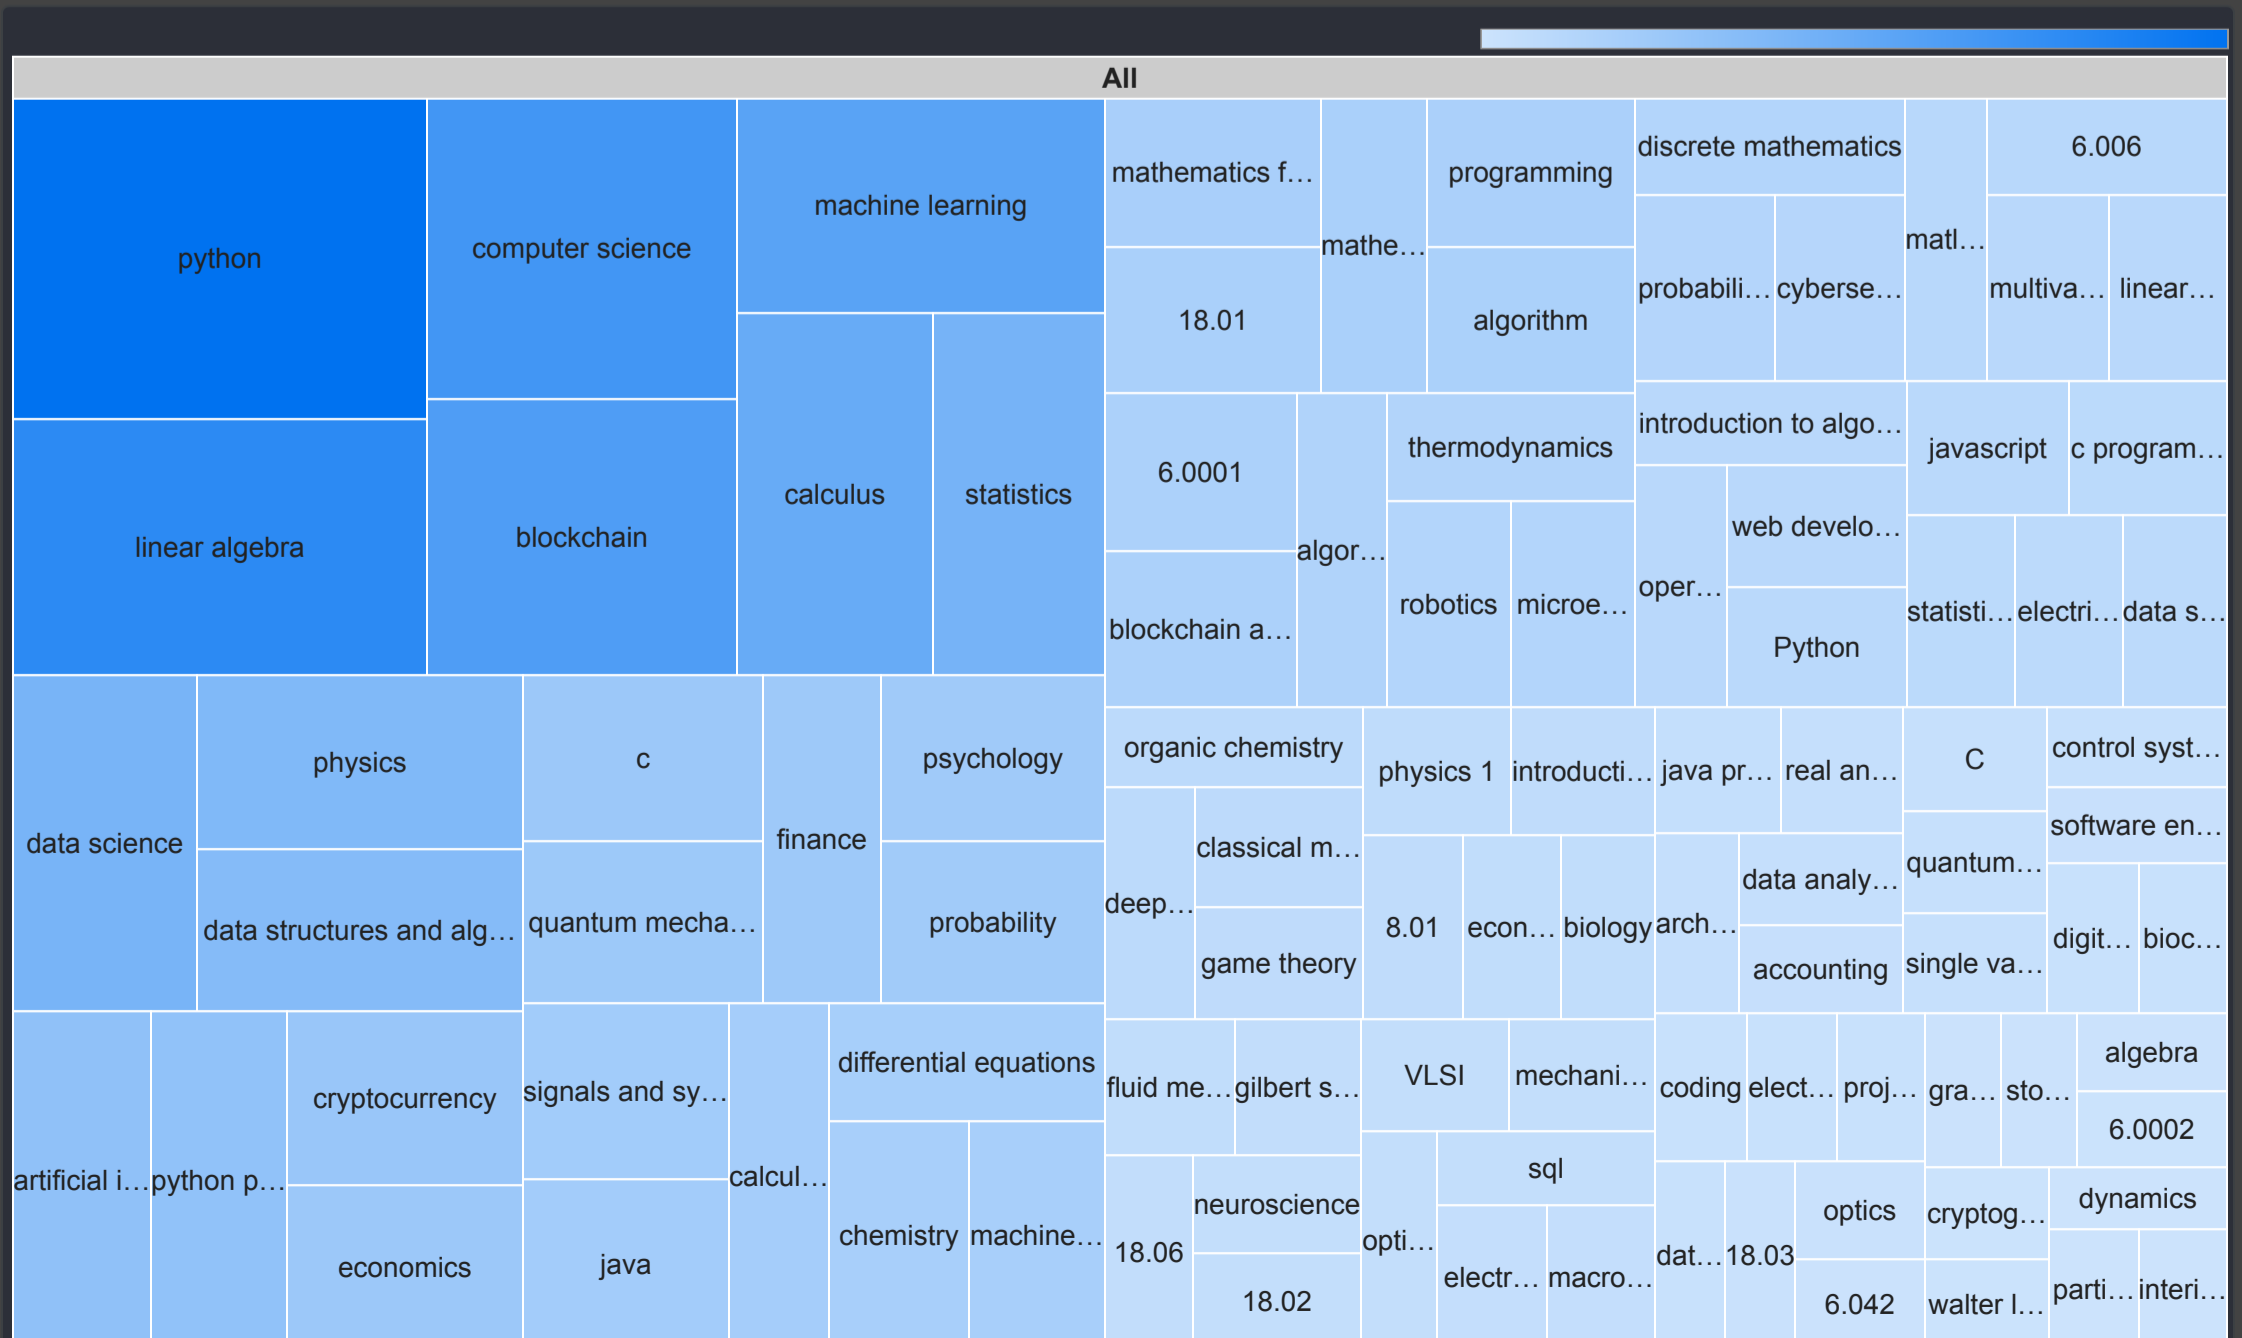 All
python
linear algebra
computer science
blockchain
machine learning
calculus
statistics
data science
physics
data structures and alg…
artificial i…
python p…
cryptocurrency
economics
c
quantum mecha…
finance
psychology
probability
signals and sy…
java
calcul…
differential equations
chemistry
machine…
mathematics f…
18.01
mathe…
programming
algorithm
6.0001
blockchain a…
algor…
thermodynamics
robotics
microe…
discrete mathematics
probabili…
cyberse…
matl…
6.006
multiva…
linear…
introduction to algo…
oper…
web develo…
Python
javascript
c program…
statisti…
electri…
data s…
organic chemistry
deep…
classical m…
game theory
physics 1
introducti…
8.01
econ…
biology
fluid me…
gilbert s…
18.06
neuroscience
18.02
VLSI
mechani…
opti…
sql
electr…
macro…
java pr…
real an…
arch…
data analy…
accounting
C
quantum…
single va…
control syst…
software en…
digit…
bioc…
coding
elect…
proj…
dat…
18.03
optics
6.042
gra…
sto…
algebra
6.0002
cryptog…
walter l…
dynamics
parti…
interi…